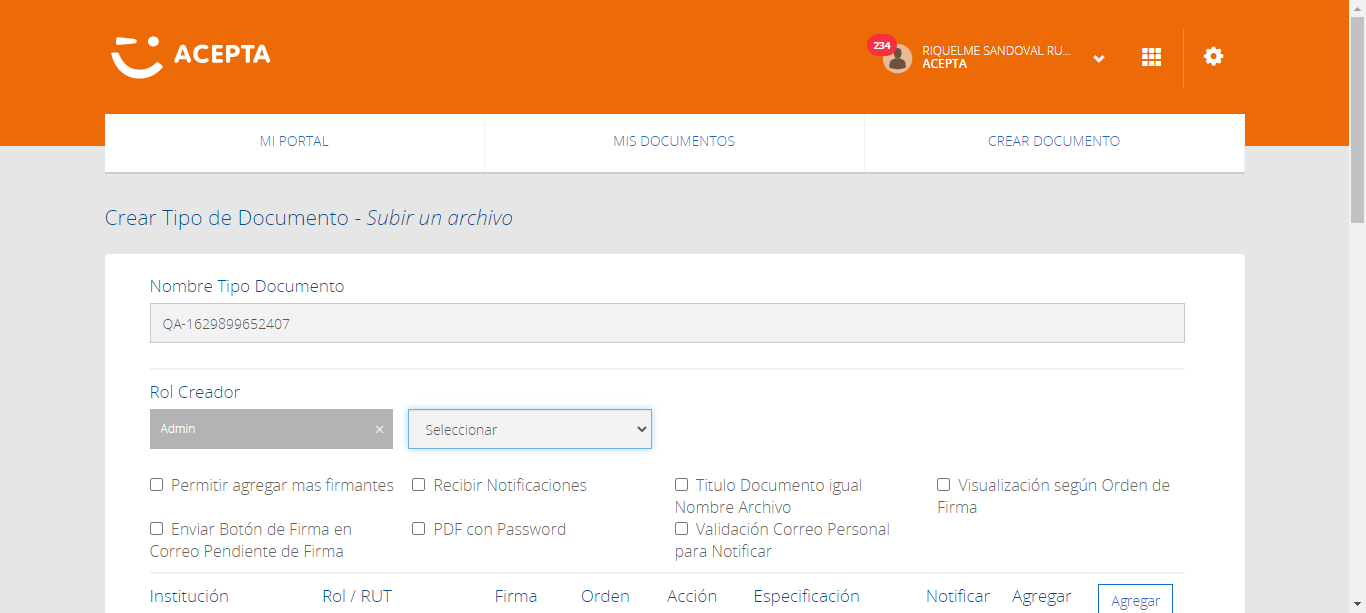 ACEPTA
234
RIQUELME SANDOVAL RU...
ACEPTA
MI PORTAL
MIS DOCUMENTOS
CREAR DOCUMENTO
Crear Tipo de Documento - Subir un archivo
Nombre Tipo Documento
QA-1629899652407
Rol Creador
Admin ×
Seleccionar
Permitir agregar mas firmantes
Recibir Notificaciones
Titulo Documento igual
Nombre Archivo
Visualización según Orden de
Firma
Enviar Botón de Firma en
Correo Pendiente de Firma
PDF con Password
Validación Correo Personal
para Notificar
Institución Rol / RUT Firma Orden Acción Especificación Notificar Agregar Agregar